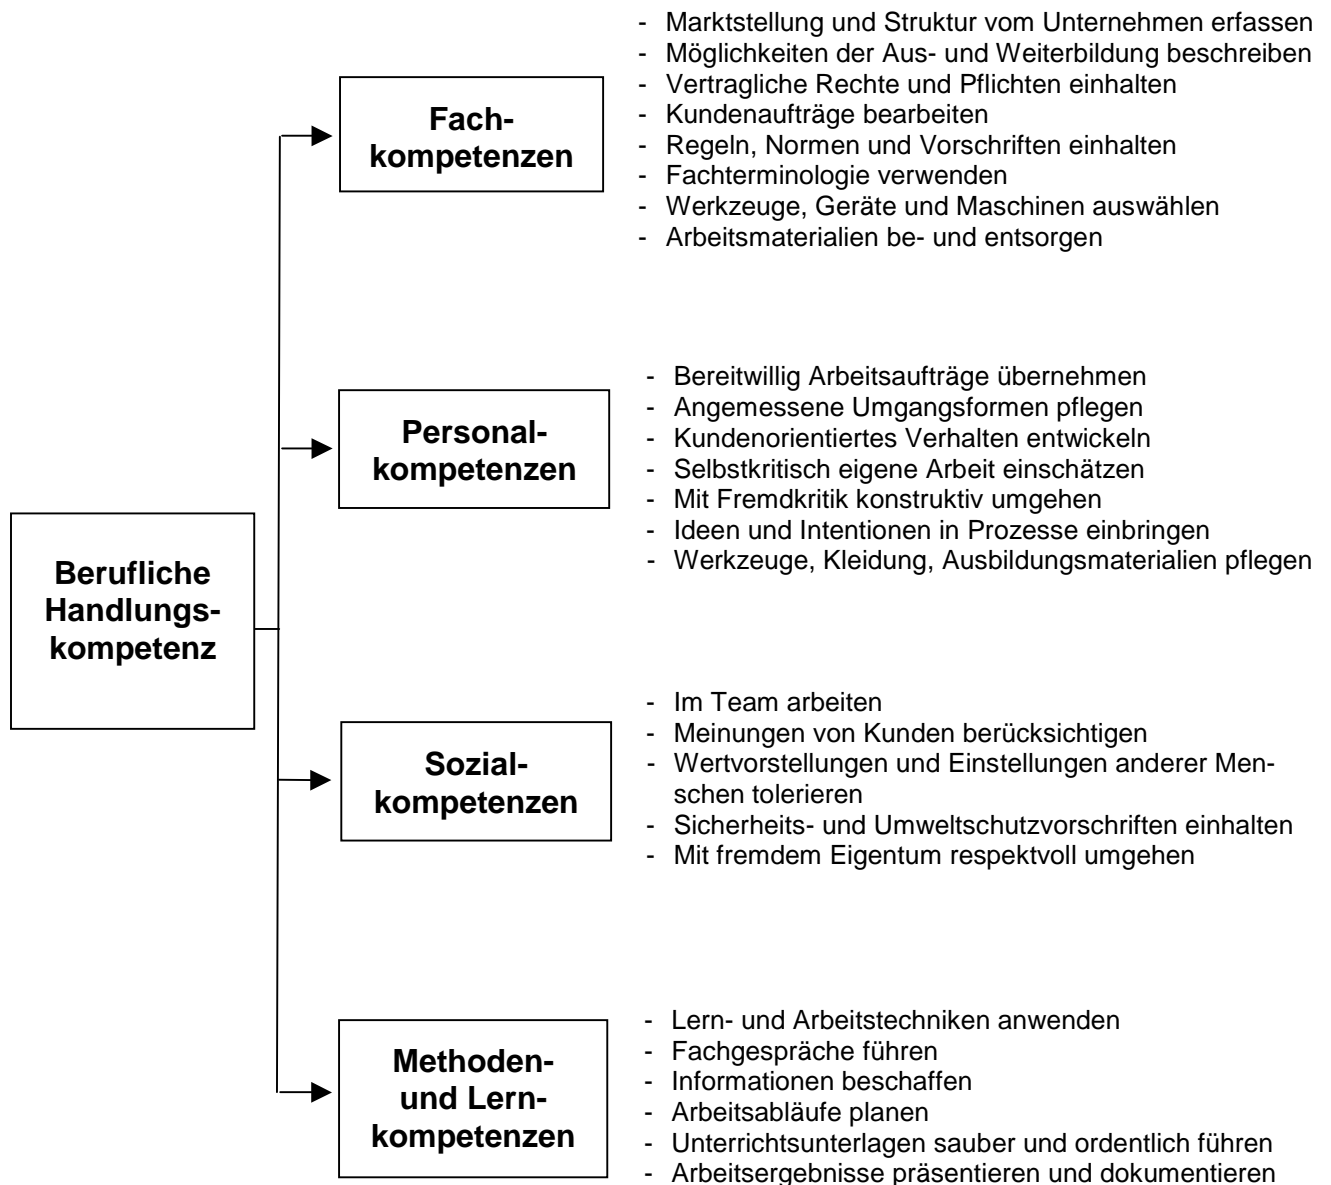 Berufliche
Handlungs-
kompetenz
Fach-
kompetenzen
- Marktstellung und Struktur vom Unternehmen erfassen
- Möglichkeiten der Aus- und Weiterbildung beschreiben
- Vertragliche Rechte und Pflichten einhalten
- Kundenaufträge bearbeiten
- Regeln, Normen und Vorschriften einhalten
- Fachterminologie verwenden
- Werkzeuge, Geräte und Maschinen auswählen
- Arbeitsmaterialien be- und entsorgen
Personal-
kompetenzen
- Bereitwillig Arbeitsaufträge übernehmen
- Angemessene Umgangsformen pflegen
- Kundenorientiertes Verhalten entwickeln
- Selbstkritisch eigene Arbeit einschätzen
- Mit Fremdkritik konstruktiv umgehen
- Ideen und Intentionen in Prozesse einbringen
- Werkzeuge, Kleidung, Ausbildungsmaterialien pflegen
Sozial-
kompetenzen
- Im Team arbeiten
- Meinungen von Kunden berücksichtigen
- Wertvorstellungen und Einstellungen anderer Men-
schen tolerieren
- Sicherheits- und Umweltschutzvorschriften einhalten
- Mit fremdem Eigentum respektvoll umgehen
Methoden-
und Lern-
kompetenzen
- Lern- und Arbeitstechniken anwenden
- Fachgespräche führen
- Informationen beschaffen
- Arbeitsabläufe planen
- Unterrichtsunterlagen sauber und ordentlich führen
- Arbeitsergebnisse präsentieren und dokumentieren